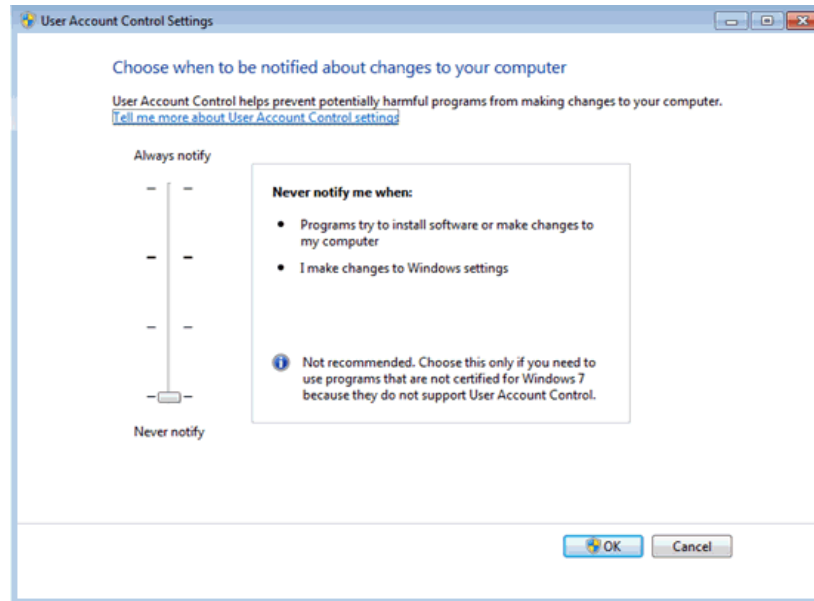 User Account Control Settings
Choose when to be notified about changes to your computer
User Account Control helps prevent potentially harmful programs from making changes to your computer.
Tell me more about User Account Control settings
Always notify
Never notify me when:
• Programs try to install software or make changes to
my computer
• I make changes to Windows settings
Not recommended. Choose this only if you need to
use programs that are not certified for Windows 7
because they do not support User Account Control.
Never notify
OK
Cancel